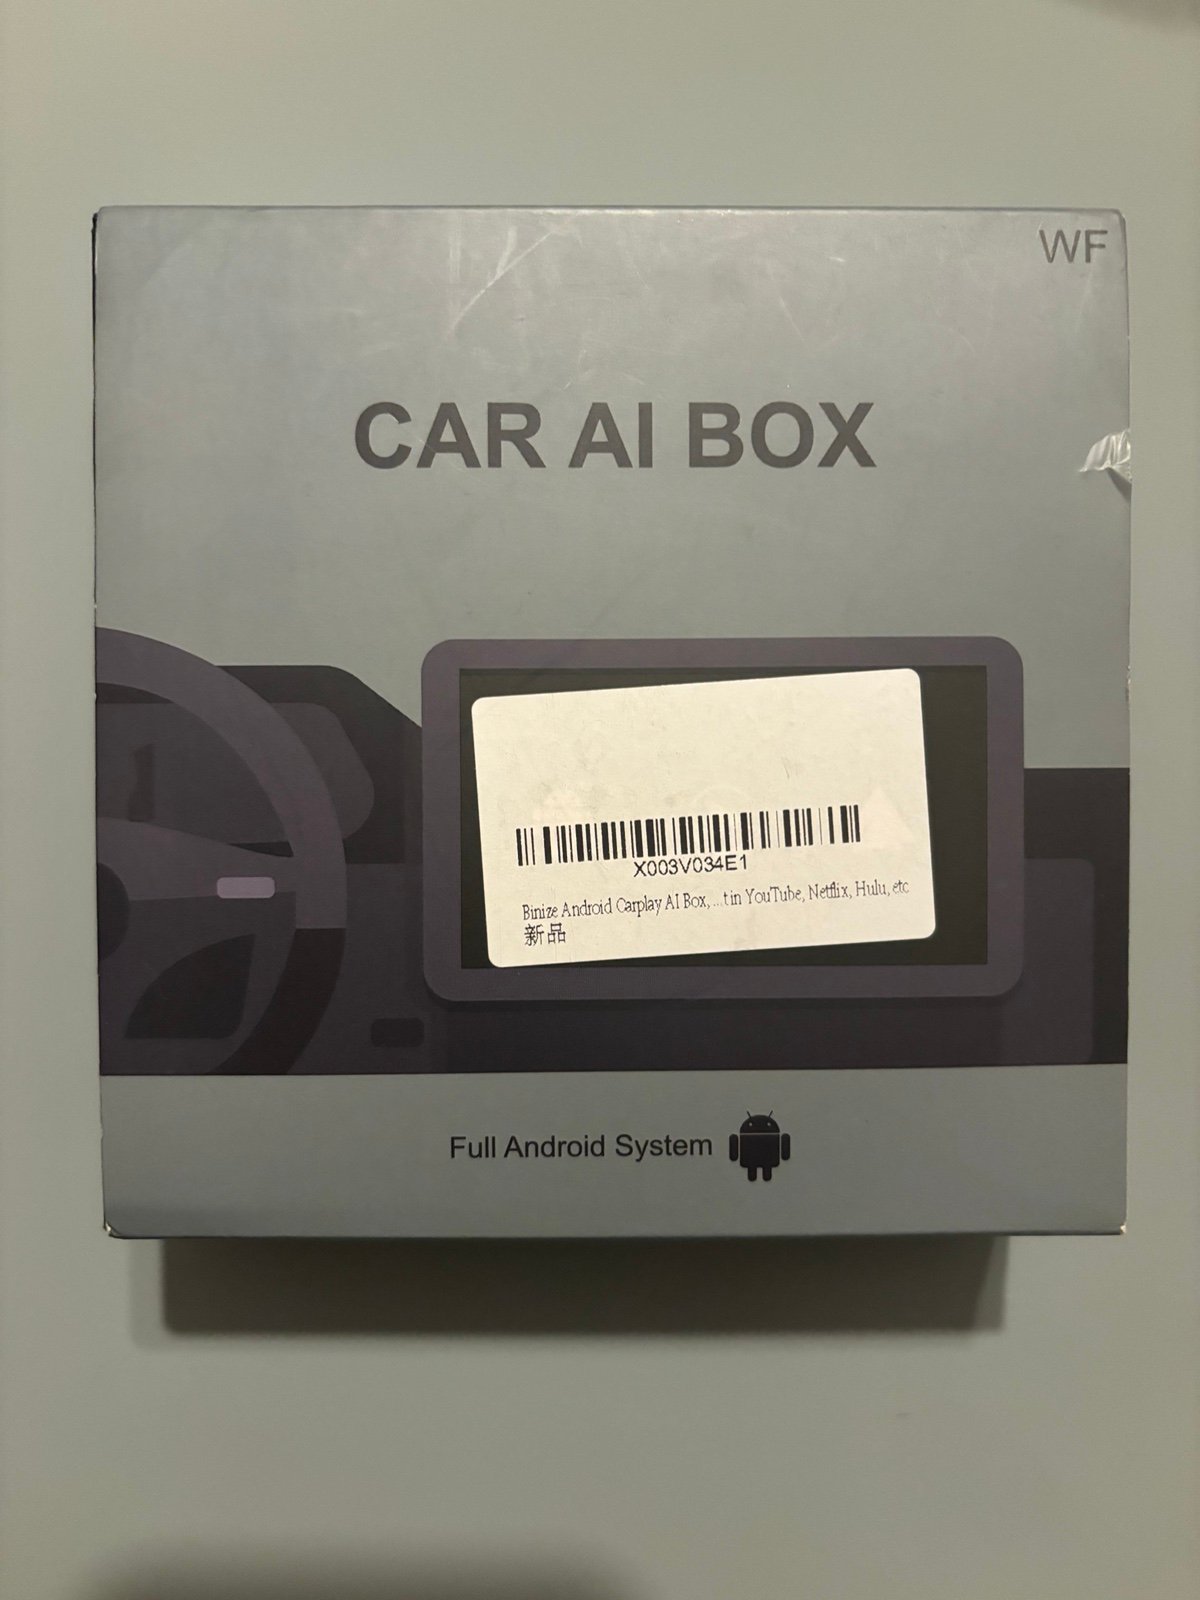 WF
CAR AI BOX
X003V034E1
Binize Android Carplay AI Box, ...t in YouTube, Netflix, Hulu, etc
新品
Full Android System